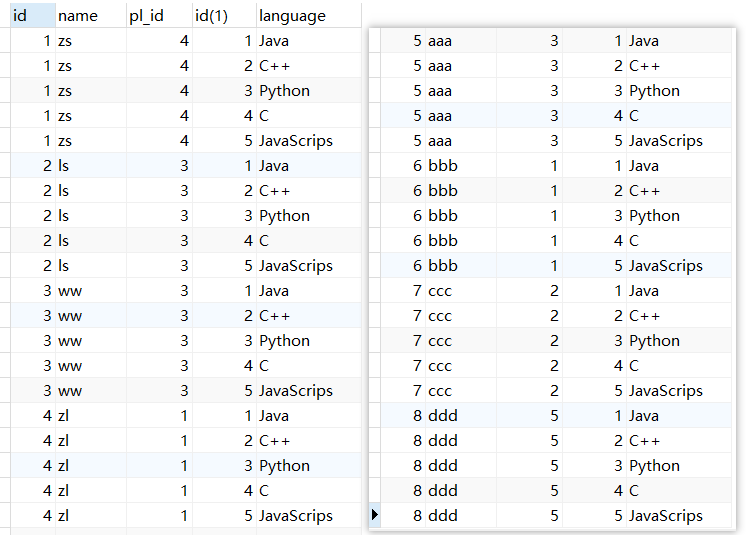 id name pl_id id(1) language
1 zs 4 1 Java
1 zs 4 2 C++
1 zs 4 3 Python
1 zs 4 4 C
1 zs 4 5 JavaScrips
2 ls 3 1 Java
2 ls 3 2 C++
2 ls 3 3 Python
2 ls 3 4 C
2 ls 3 5 JavaScrips
3 ww 3 1 Java
3 ww 3 2 C++
3 ww 3 3 Python
3 ww 3 4 C
3 ww 3 5 JavaScrips
4 zl 1 1 Java
4 zl 1 2 C++
4 zl 1 3 Python
4 zl 1 4 C
4 zl 1 5 JavaScrips
5 aaa 3 1 Java
5 aaa 3 2 C++
5 aaa 3 3 Python
5 aaa 3 4 C
5 aaa 3 5 JavaScrips
6 bbb 1 1 Java
6 bbb 1 2 C++
6 bbb 1 3 Python
6 bbb 1 4 C
6 bbb 1 5 JavaScrips
7 ccc 2 1 Java
7 ccc 2 2 C++
7 ccc 2 3 Python
7 ccc 2 4 C
7 ccc 2 5 JavaScrips
8 ddd 5 1 Java
8 ddd 5 2 C++
8 ddd 5 3 Python
8 ddd 5 4 C
8 ddd 5 5 JavaScrips